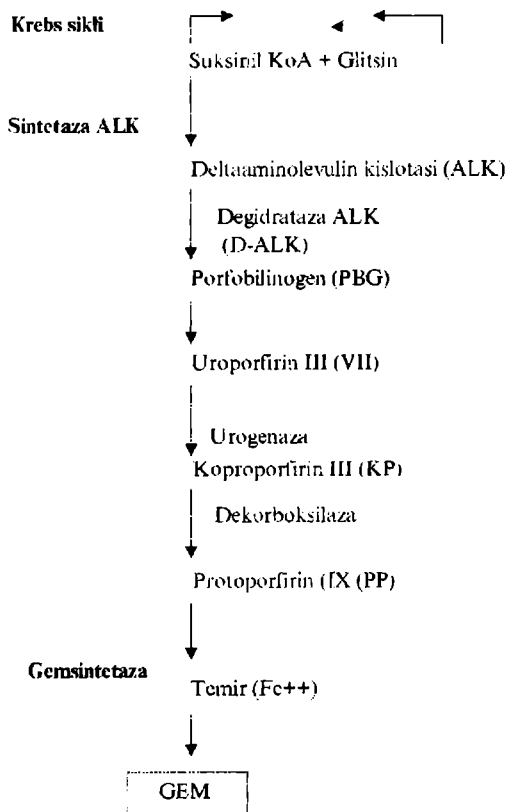 Krebs sikli
Suksinil KoA + Glitsin
Sintetaza ALK
Deltaaminolevulin kislotasi (ALK)
Degidrataza ALK
(D-ALK)
Porfobilinogen (PBG)
Uroporfirin III (VII)
Urogenaza
Koproporfirin III (KP)
Dekorboksilaza
Protoporfirin (IX (PP)
Gemsintetaza
Temir (Fe++)
GEM